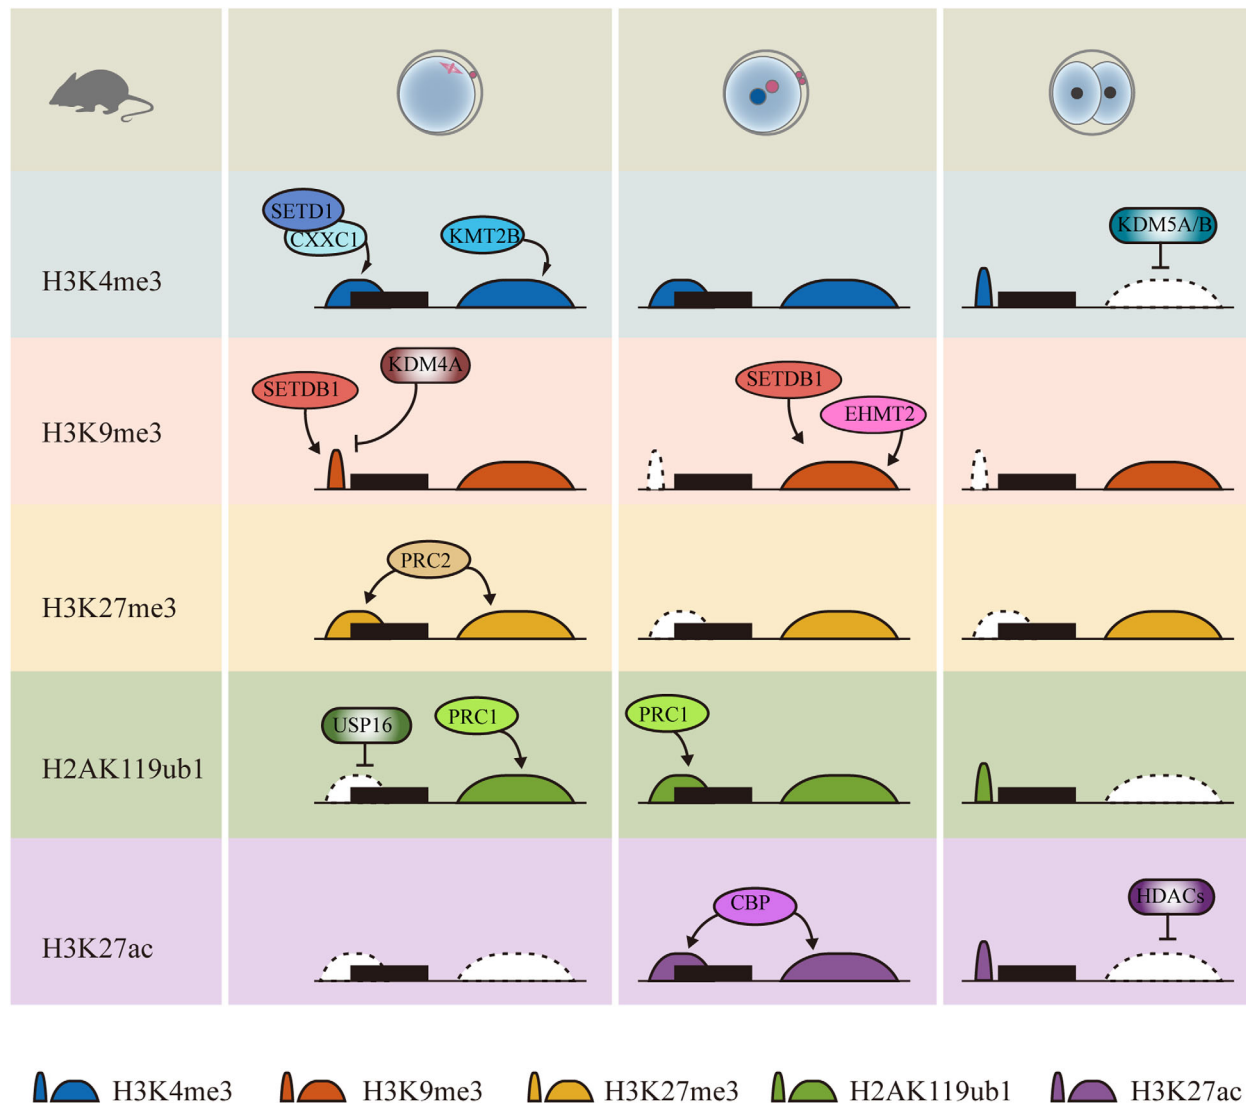 SETD1
CXXC1
KMT2B
KDM5A/B
H3K4me3
KDM4A
SETDB1
SETDB1
EHMT2
H3K9me3
PRC2
H3K27me3
USP16
PRC1
PRC1
H2AK119ub1
CBP
HDACs
H3K27ac
H3K4me3
H3K9me3
H3K27me3
H2AK119ub1
H3K27ac